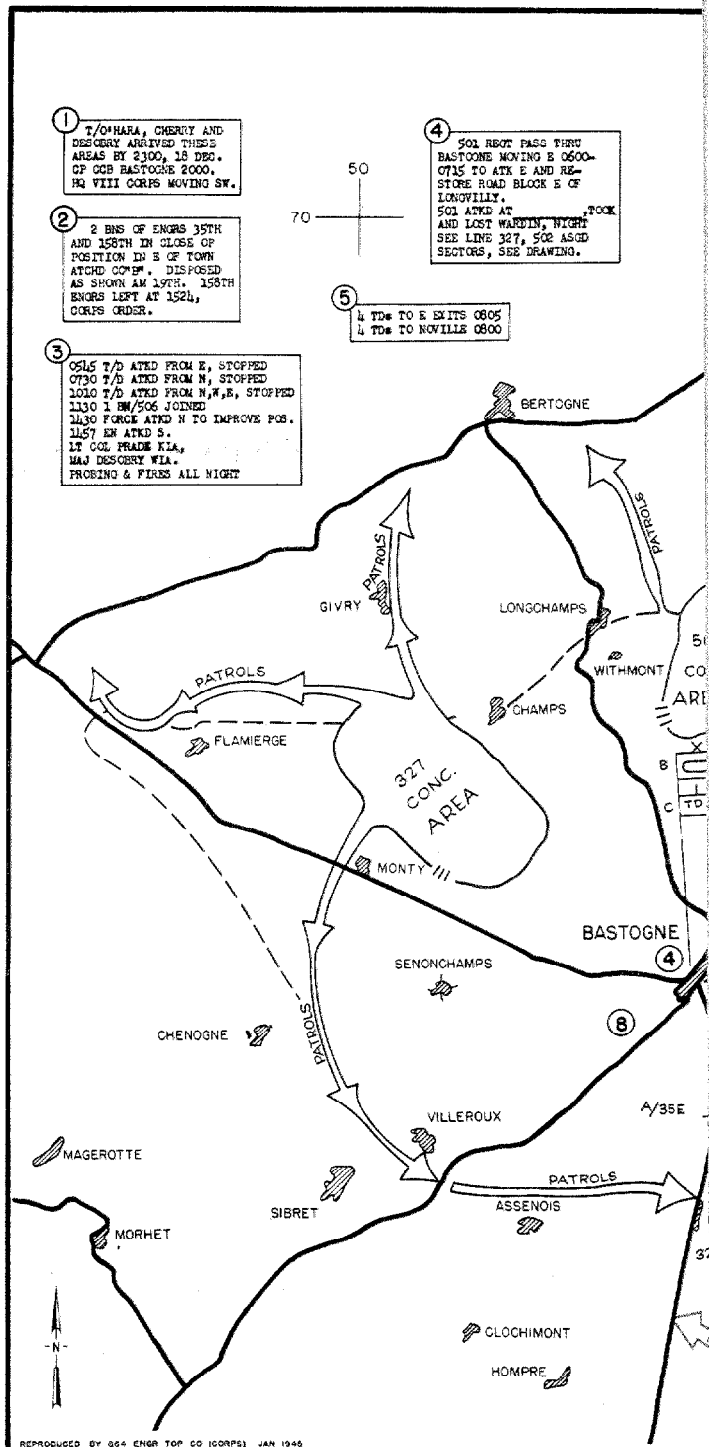 1
T/O'HARA, CHERRY AND
DESOBRY ARRIVED THESE
AREAS BY 2300, 18 DEC.
CP CCB BASTOGNE 2000.
HQ VIII CORPS MOVING SW.
2
2 BNS OF ENGRS 35TH
AND 158TH IN CLOSE OP
POSITION IN E OF TOWN
ATCHD CC"B". DISPOSED
AS SHOWN AM 19TH. 158TH
ENGRS LEFT AT 1524,
CORPS ORDER.
3
0545 T/D ATKD FROM E, STOPPED
0730 T/D ATKD FROM N, STOPPED
1010 T/D ATKD FROM N,W,E, STOPPED
1130 1 BN/506 JOINED
1430 FORCE ATKD N TO IMPROVE POS.
1457 EN ATKD S.
LT COL PRADE KIA,
MAJ DESOBRY WIA.
PROBING & FIRES ALL NIGHT
50
70
4
501 REGT PASS THRU
BASTOGNE MOVING E 0600-
0715 TO ATK E AND RE-
STORE ROAD BLOCK E OF
LONGVILLY.
501 ATKD AT ________,TOOK
AND LOST WARDIN, NIGHT
SEE LINE 327, 502 ASGD
SECTORS, SEE DRAWING.
5
4 TDs TO E EXITS 0805
4 TDs TO NOVILLE 0800
BERTOGNE
PATROLS
PATROLS
GIVRY
LONGCHAMPS
50
WITHMONT
CO
ARE
PATROLS
CHAMPS
FLAMIERGE
327
CONC.
AREA
B
C TD
MONTY
BASTOGNE
4
SENONCHAMPS
8
CHENOGNE
PATROLS
A/35E
VILLEROUX
MAGEROTTE
PATROLS
SIBRET
ASSENOIS
MORHET
32
N
CLOCHIMONT
HOMPRE
REPRODUCED BY 664 ENGR TOP CO (CORPS) JAN 1945